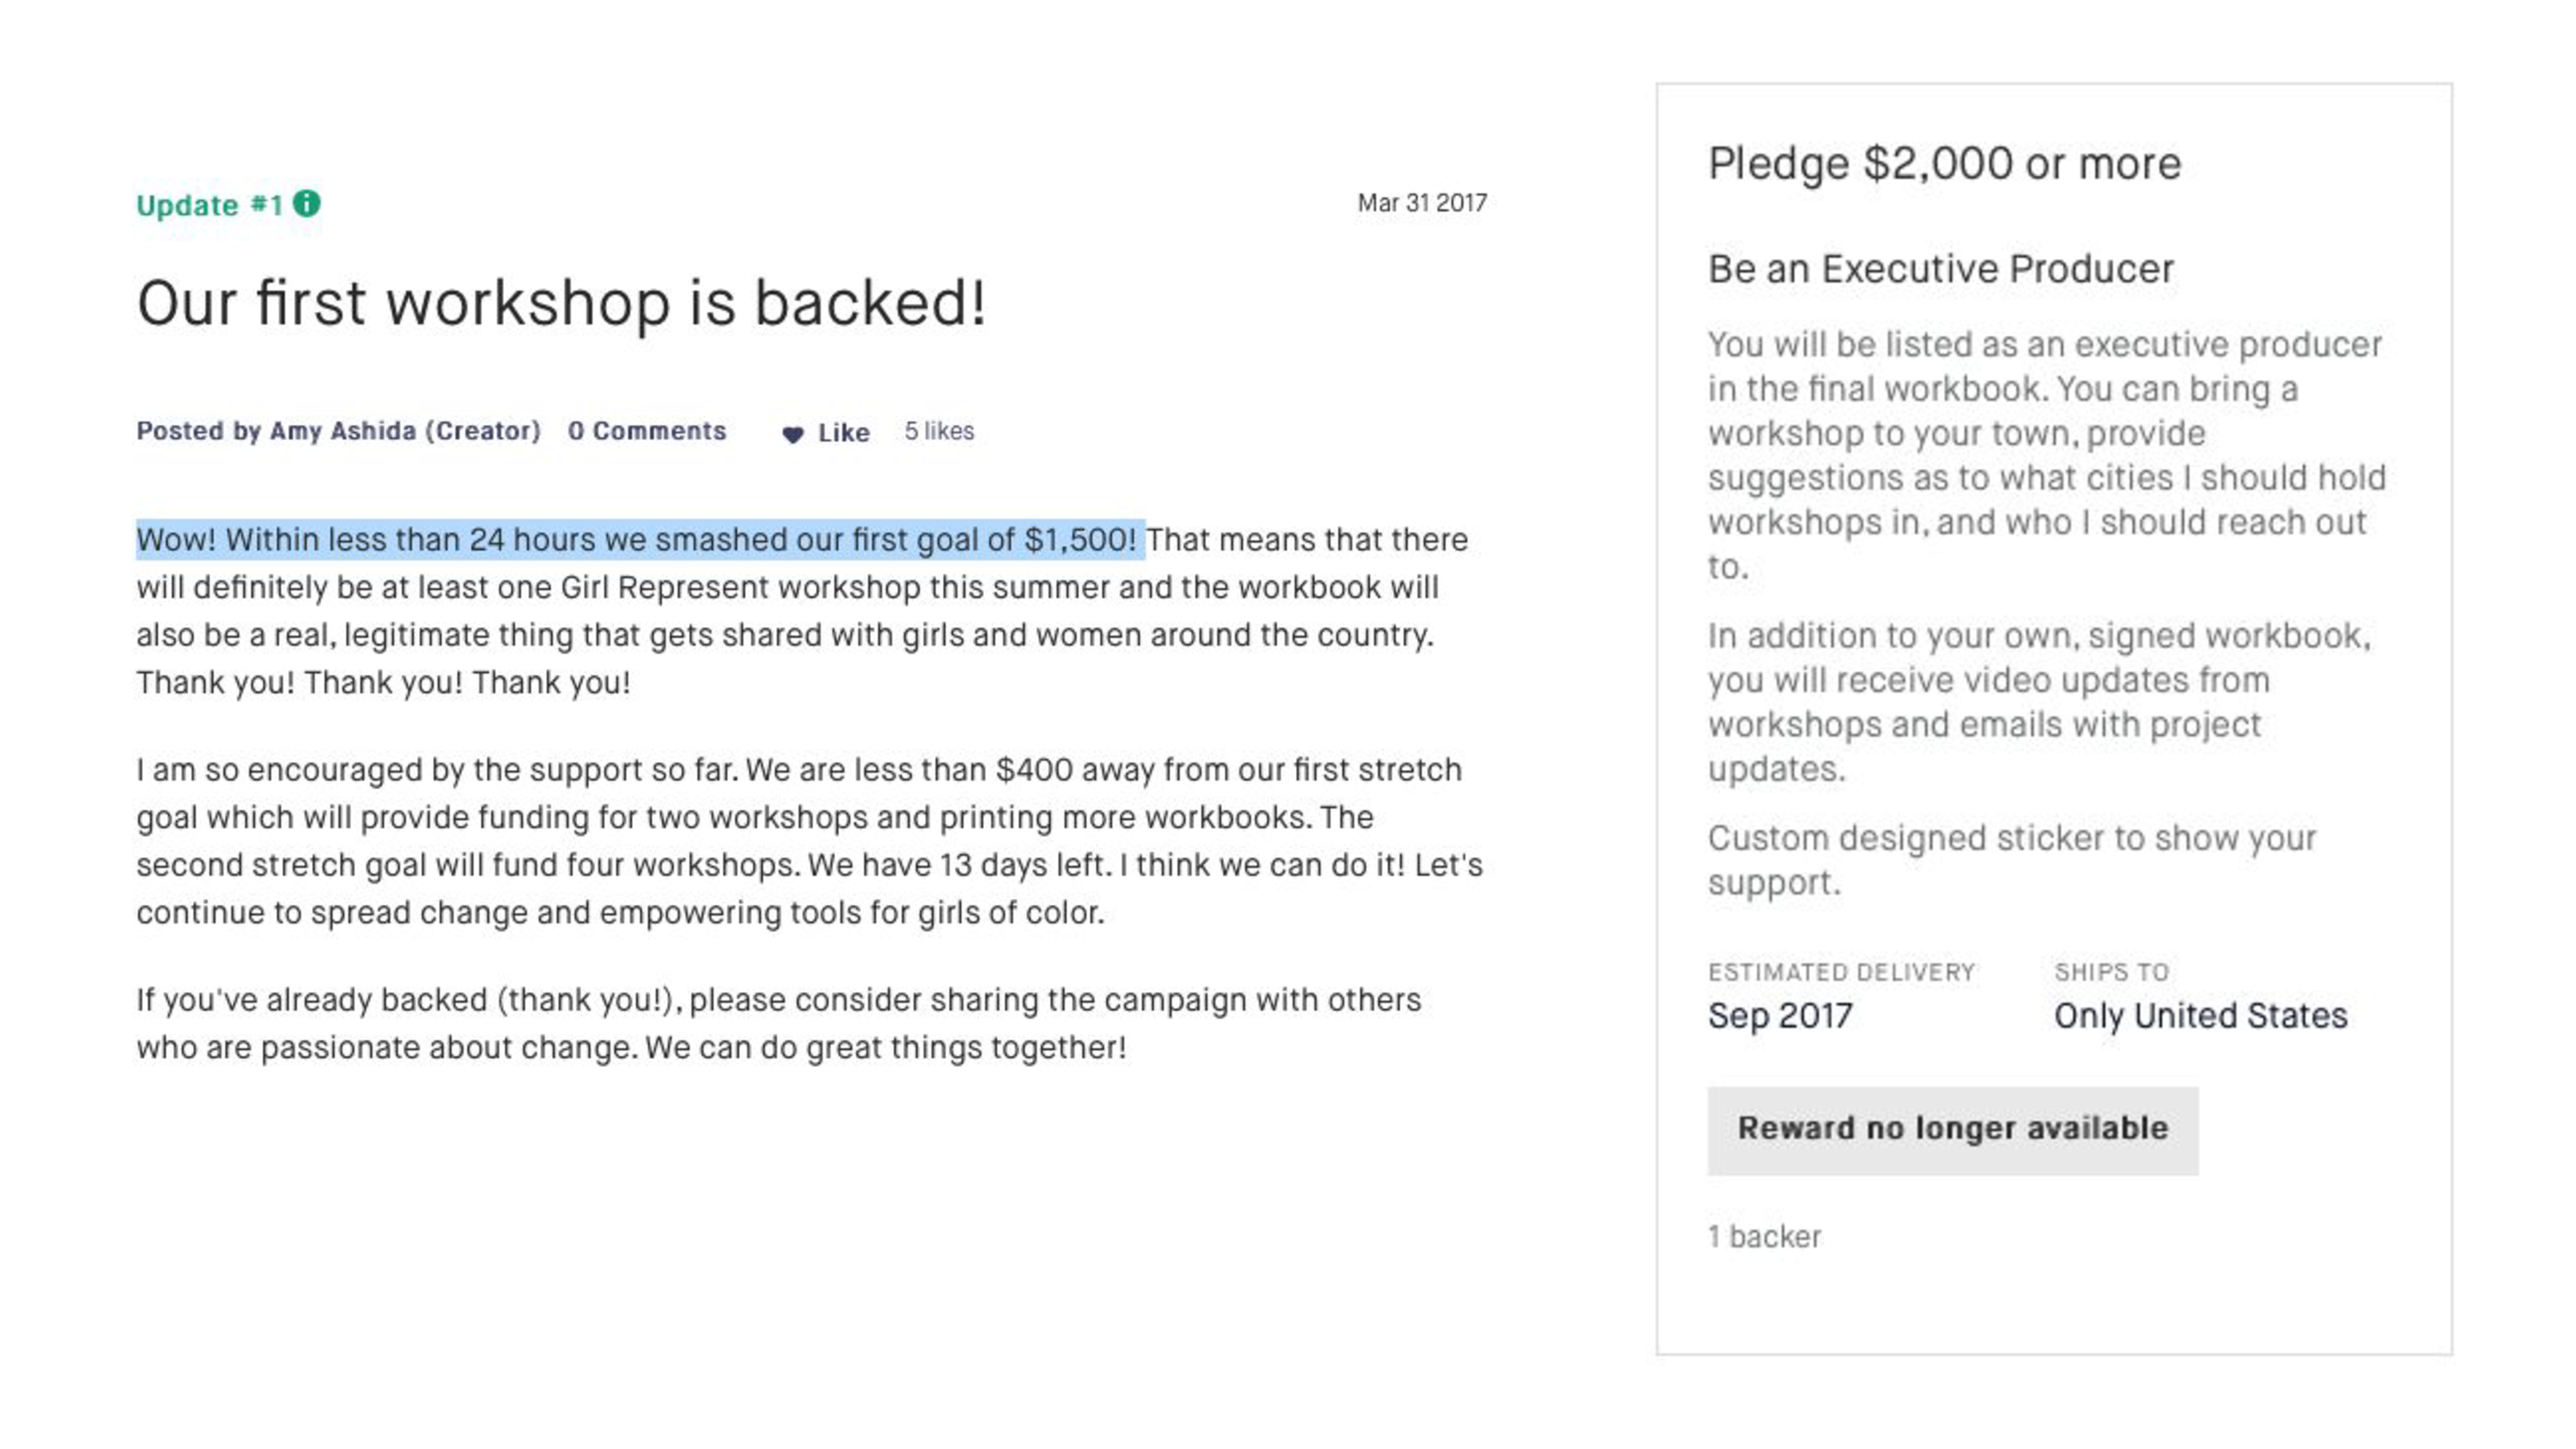 Update #1
Mar 31 2017
Our first workshop is backed!
Posted by Amy Ashida (Creator) 0 Comments Like 5 likes
Wow! Within less than 24 hours we smashed our first goal of $1,500! That means that there
will definitely be at least one Girl Represent workshop this summer and the workbook will
also be a real, legitimate thing that gets shared with girls and women around the country.
Thank you! Thank you! Thank you!
I am so encouraged by the support so far. We are less than $400 away from our first stretch
goal which will provide funding for two workshops and printing more workbooks. The
second stretch goal will fund four workshops. We have 13 days left. I think we can do it! Let's
continue to spread change and empowering tools for girls of color.
If you've already backed (thank you!), please consider sharing the campaign with others
who are passionate about change. We can do great things together!
Pledge $2,000 or more
Be an Executive Producer
You will be listed as an executive producer
in the final workbook. You can bring a
workshop to your town, provide
suggestions as to what cities I should hold
workshops in, and who I should reach out
to.
In addition to your own, signed workbook,
you will receive video updates from
workshops and emails with project
updates.
Custom designed sticker to show your
support.
ESTIMATED DELIVERY SHIPS TO
Sep 2017 Only United States
Reward no longer available
1 backer